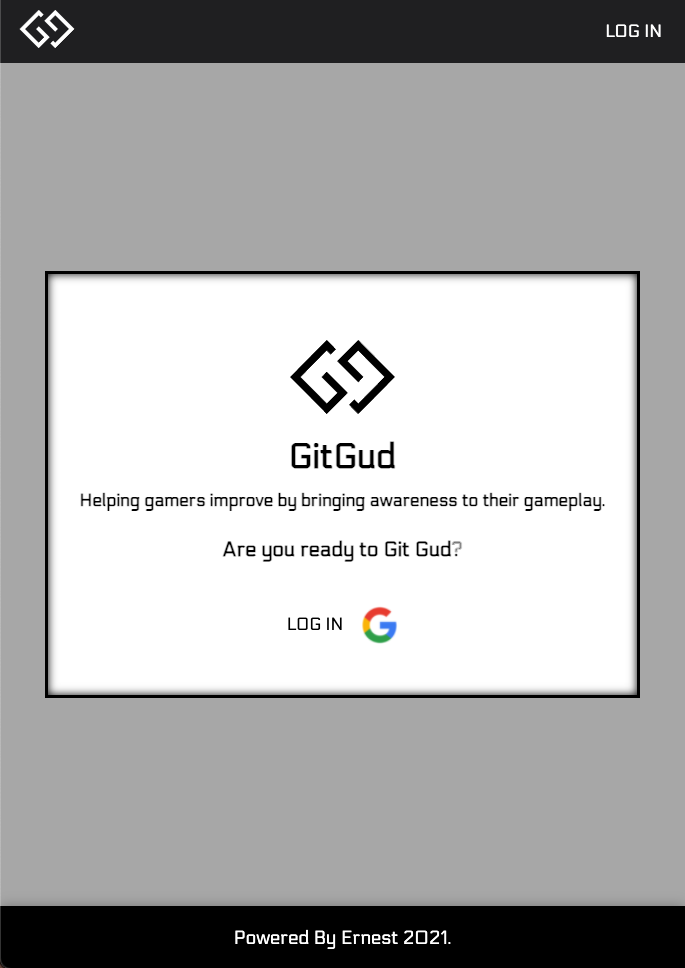 LOG IN
GitGud
Helping gamers improve by bringing awareness to their gameplay.
Are you ready to Git Gud?
LOG IN
Powered By Ernest 2021.